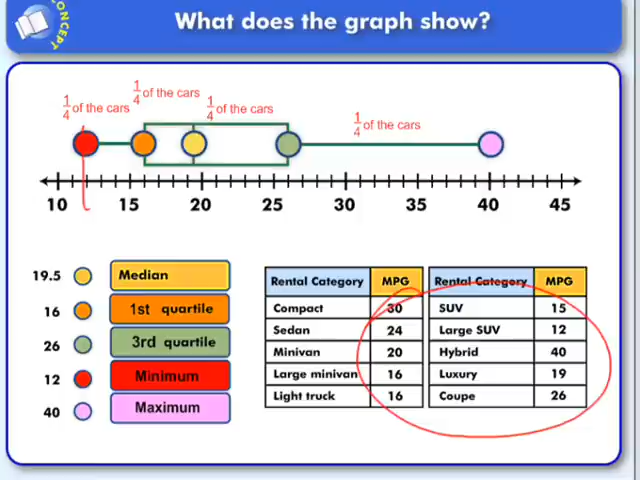 CONCEPT
What does the graph show?
1/4 of the cars
1/4 of the cars
1/4 of the cars
1/4 of the cars
10 15 20 25 30 35 40 45
19.5 Median
16 1st quartile
26 3rd quartile
12 Minimum
40 Maximum
Rental Category MPG Rental Category MPG
Compact 30 SUV 15
Sedan 24 Large SUV 12
Minivan 20 Hybrid 40
Large minivan 16 Luxury 19
Light truck 16 Coupe 26